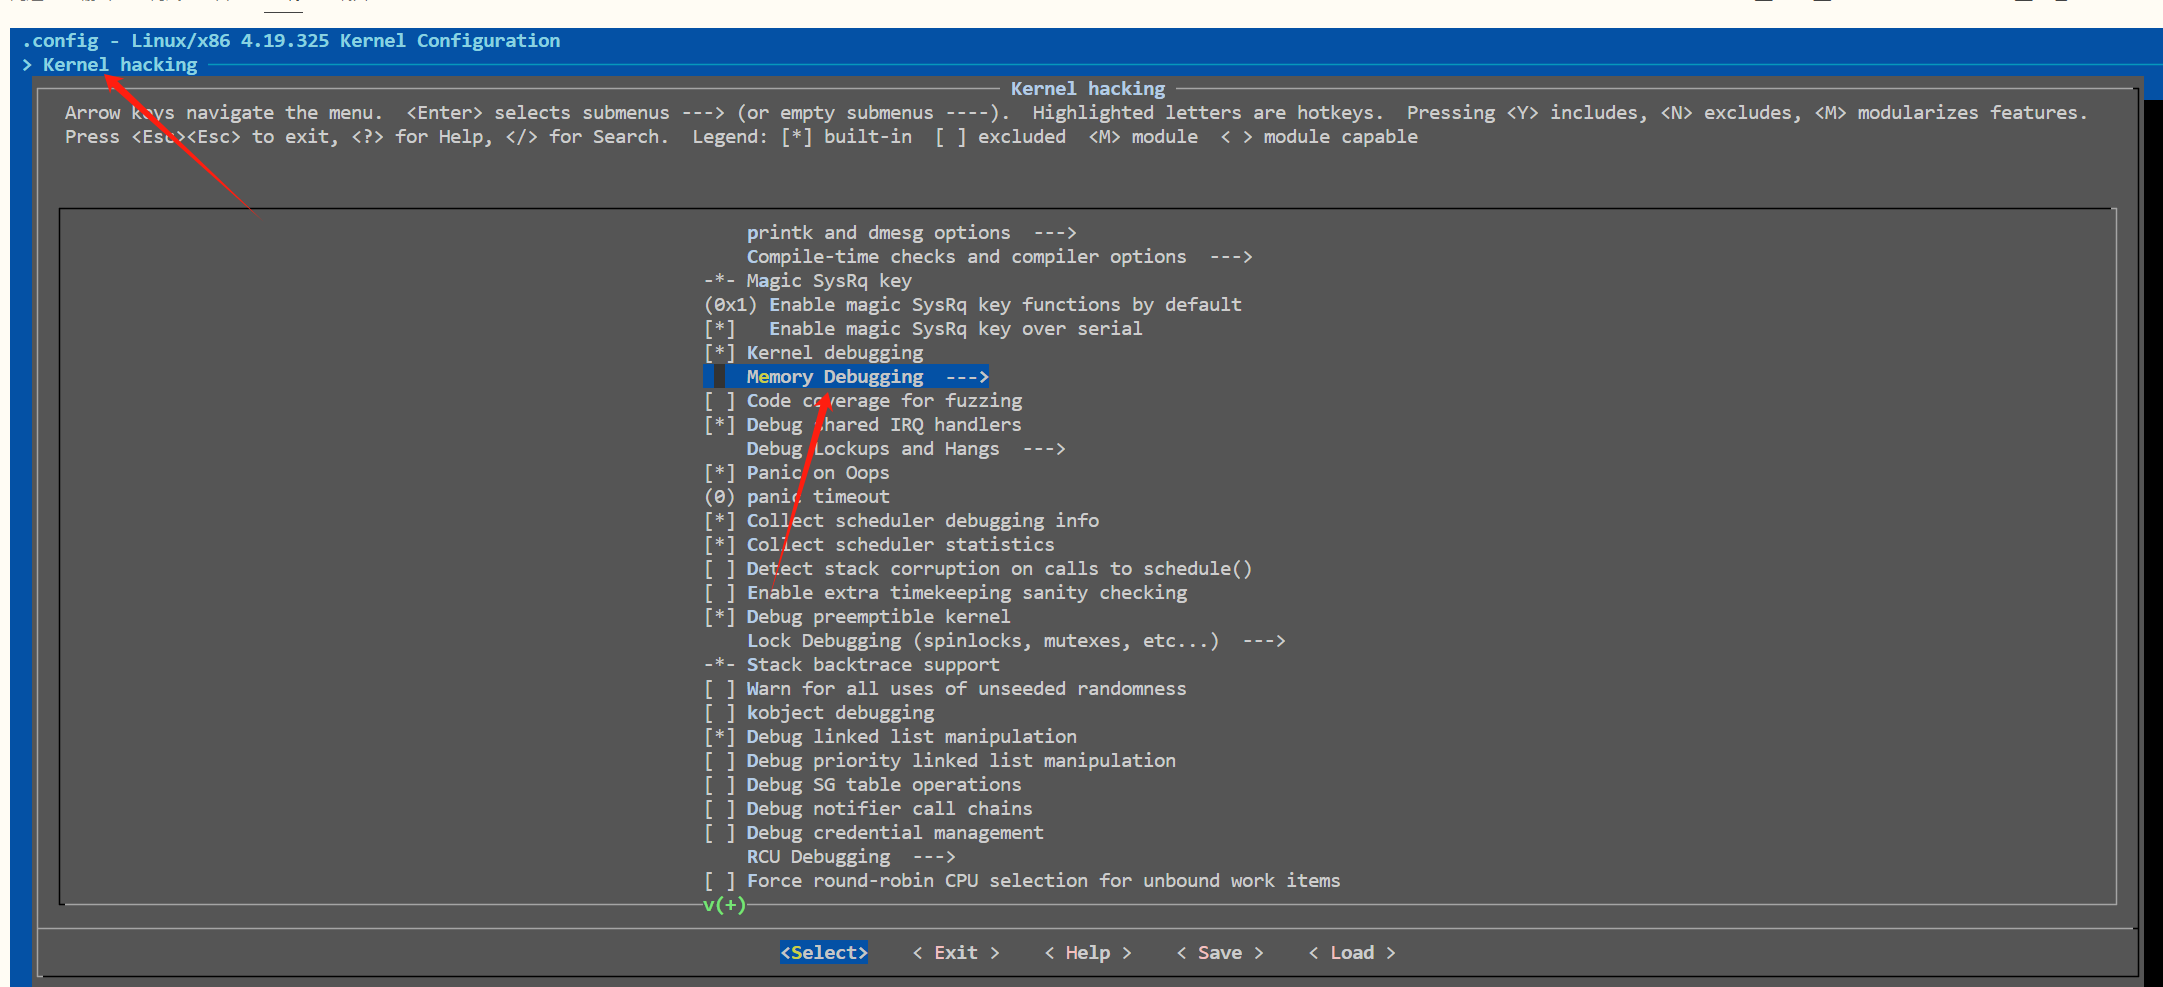 .config - Linux/x86 4.19.325 Kernel Configuration
> Kernel hacking
Kernel hacking
Arrow keys navigate the menu.  <Enter> selects submenus ---> (or empty submenus ----).  Highlighted letters are hotkeys.  Pressing <Y> includes, <N> excludes, <M> modularizes features.
Press <Esc><Esc> to exit, <?> for Help, </> for Search.  Legend: [*] built-in  [ ] excluded  <M> module  < > module capable
printk and dmesg options  --->
Compile-time checks and compiler options  --->
-*- Magic SysRq key
(0x1) Enable magic SysRq key functions by default
[*]   Enable magic SysRq key over serial
[*] Kernel debugging
Memory Debugging  --->
[ ] Code coverage for fuzzing
[*] Debug shared IRQ handlers
Debug Lockups and Hangs  --->
[*] Panic on Oops
(0) panic timeout
[*] Collect scheduler debugging info
[*] Collect scheduler statistics
[ ] Detect stack corruption on calls to schedule()
[ ] Enable extra timekeeping sanity checking
[*] Debug preemptible kernel
Lock Debugging (spinlocks, mutexes, etc...)  --->
-*- Stack backtrace support
[ ] Warn for all uses of unseeded randomness
[ ] kobject debugging
[*] Debug linked list manipulation
[ ] Debug priority linked list manipulation
[ ] Debug SG table operations
[ ] Debug notifier call chains
[ ] Debug credential management
RCU Debugging  --->
[ ] Force round-robin CPU selection for unbound work items
v(+)
<Select>    < Exit >    < Help >    < Save >    < Load >